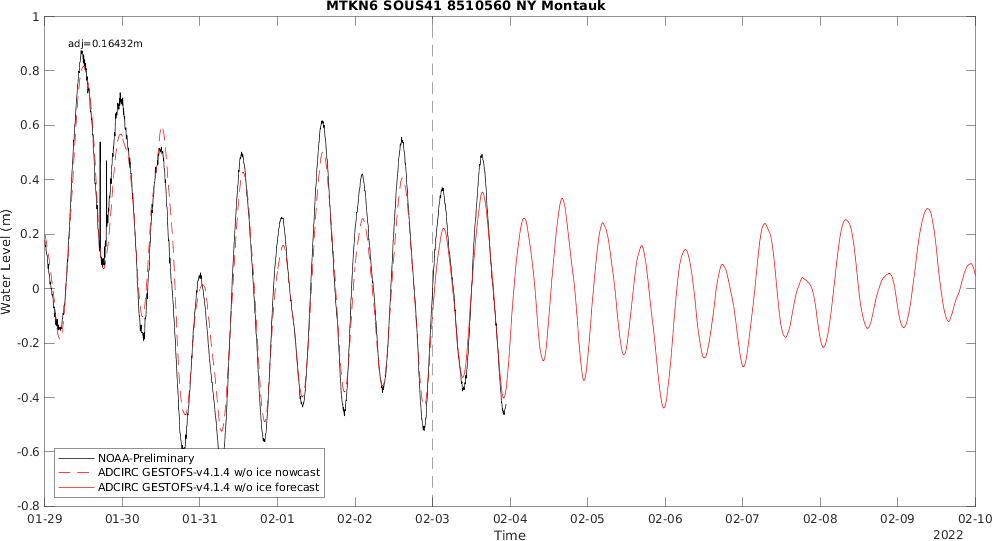 MTKN6 SOUS41 8510560 NY Montauk
adj=0.16432m
Water Level (m)
1
0.8
0.6
0.4
0.2
0
-0.2
-0.4
-0.6
-0.8
NOAA-Preliminary
ADCIRC GESTOFS-v4.1.4 w/o ice nowcast
ADCIRC GESTOFS-v4.1.4 w/o ice forecast
01-29 01-30 01-31 02-01 02-02 02-03 02-04 02-05 02-06 02-07 02-08 02-09 02-10
Time
2022